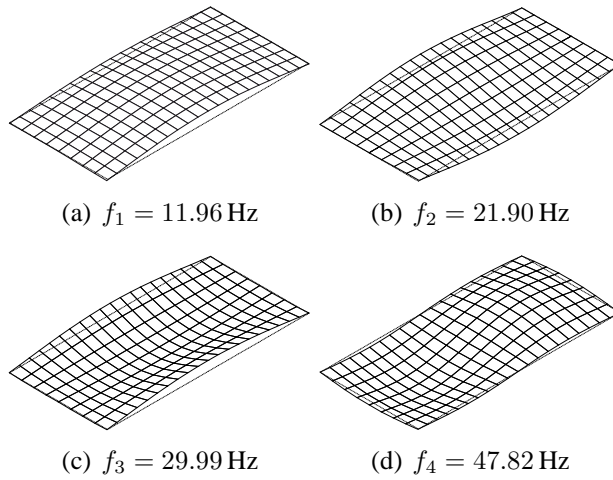 (a) f₁ = 11.96 Hz
(b) f₂ = 21.90 Hz
(c) f₃ = 29.99 Hz
(d) f₄ = 47.82 Hz